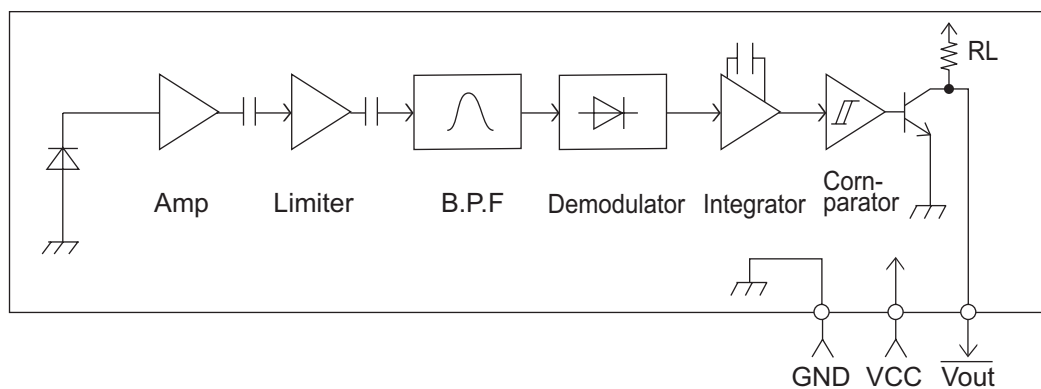 RL
Amp
Limiter
B.P.F
Demodulator
Integrator
Corn-
parator
GND
VCC
Vout